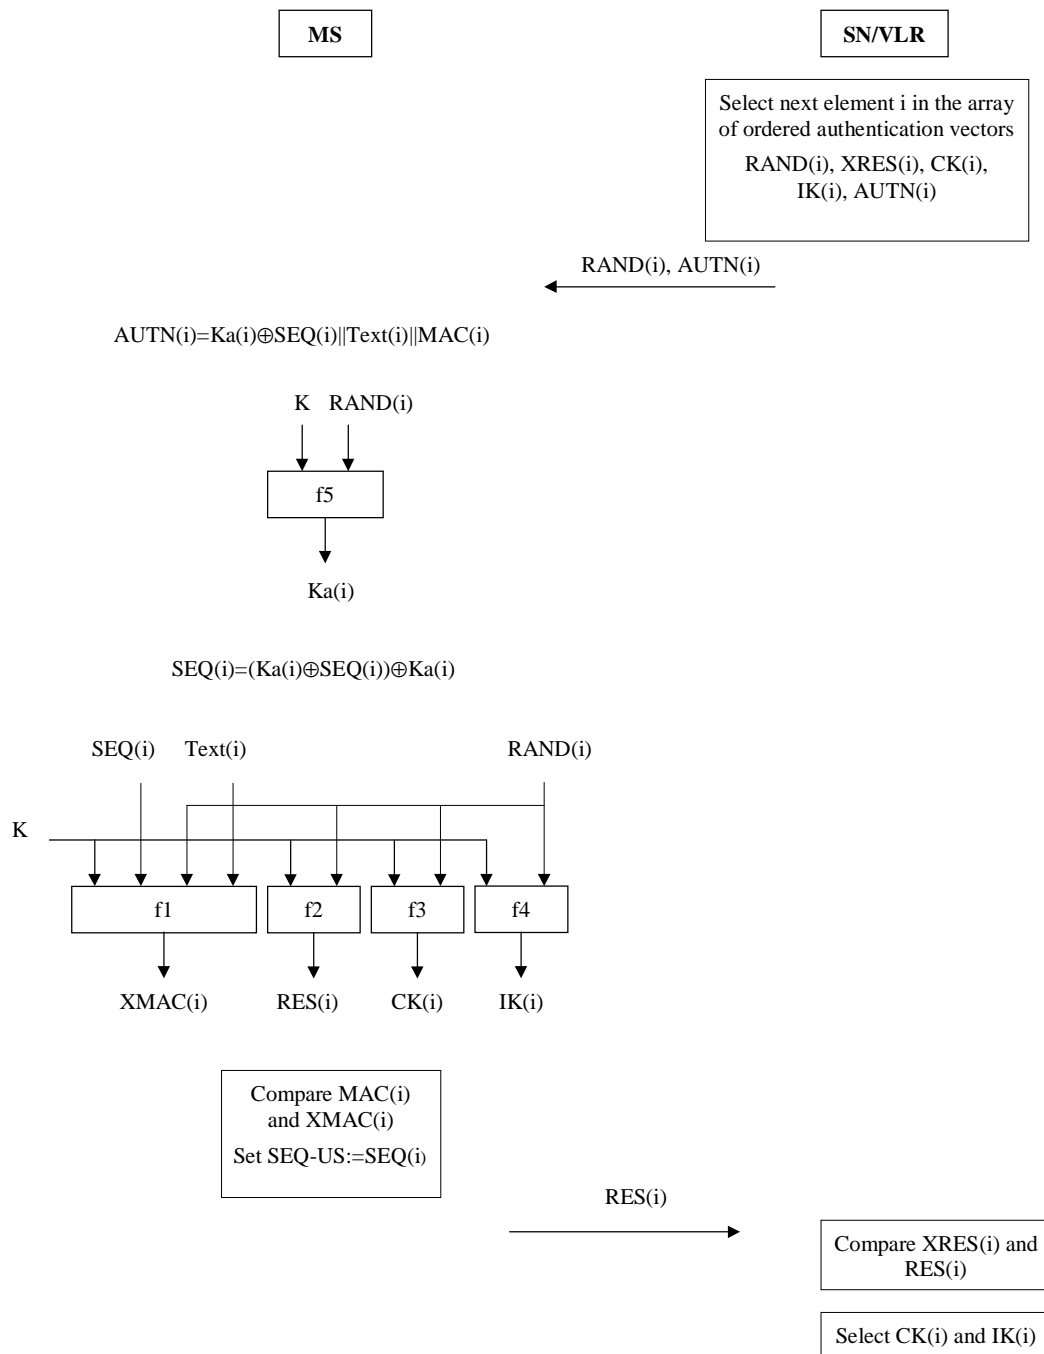 MS
SN/VLR
Select next element i in the array
of ordered authentication vectors
RAND(i), XRES(i), CK(i),
IK(i), AUTN(i)
RAND(i), AUTN(i)
AUTN(i)=Ka(i)⊕SEQ(i)||Text(i)||MAC(i)
K RAND(i)
f5
Ka(i)
SEQ(i)=(Ka(i)⊕SEQ(i))⊕Ka(i)
SEQ(i) Text(i) RAND(i)
K
f1 f2 f3 f4
XMAC(i) RES(i) CK(i) IK(i)
Compare MAC(i)
and XMAC(i)
Set SEQ-US:=SEQ(i)
RES(i)
Compare XRES(i) and
RES(i)
Select CK(i) and IK(i)